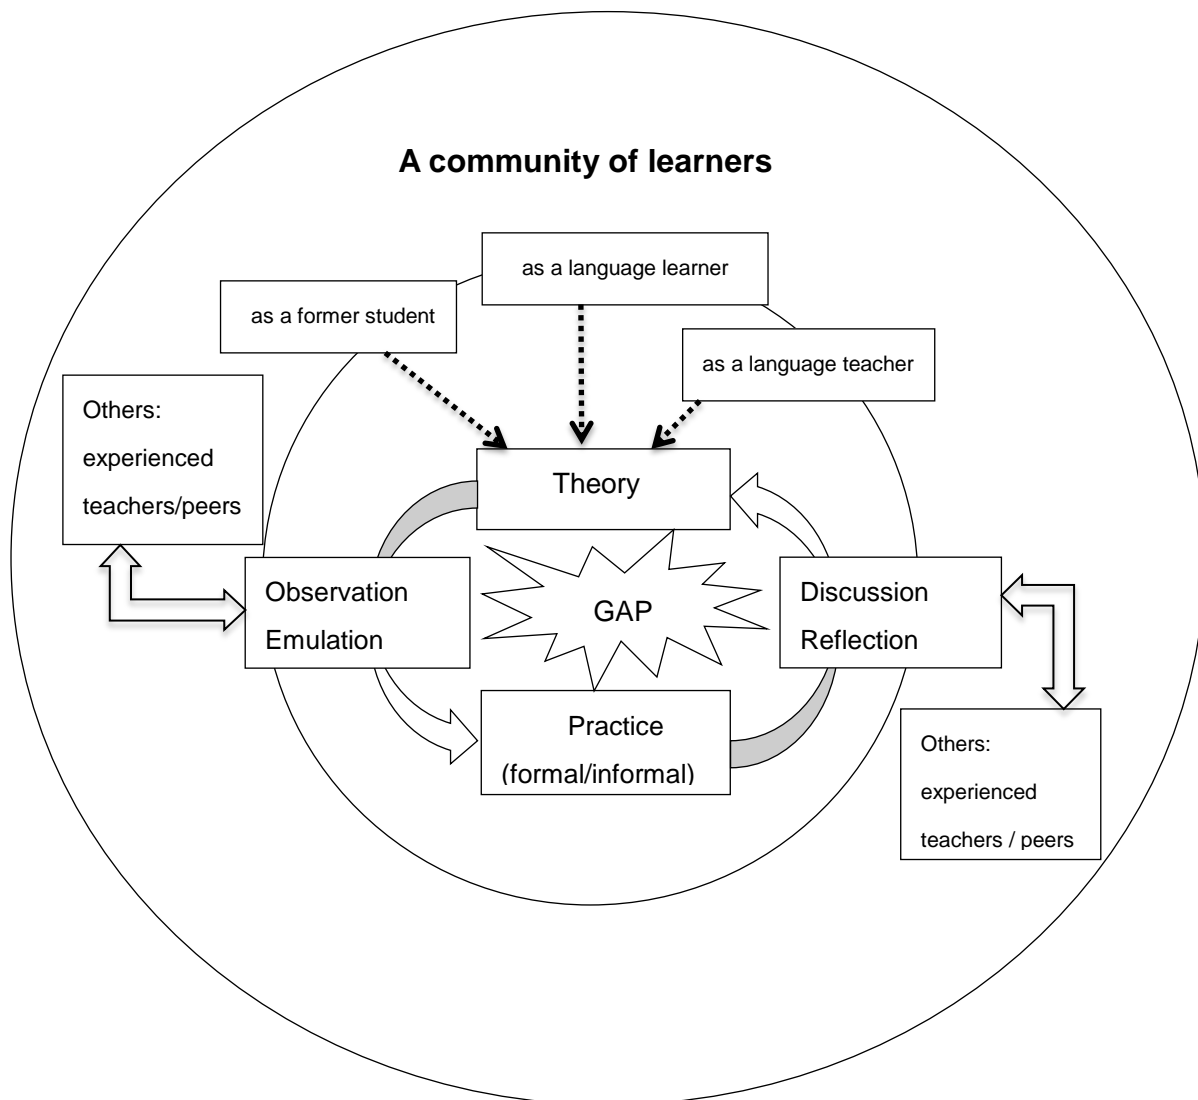 A community of learners
as a language learner
as a former student
as a language teacher
Others:
experienced
teachers/peers
Theory
Observation
Emulation
GAP
Discussion
Reflection
Practice
(formal/informal)
Others:
experienced
teachers / peers